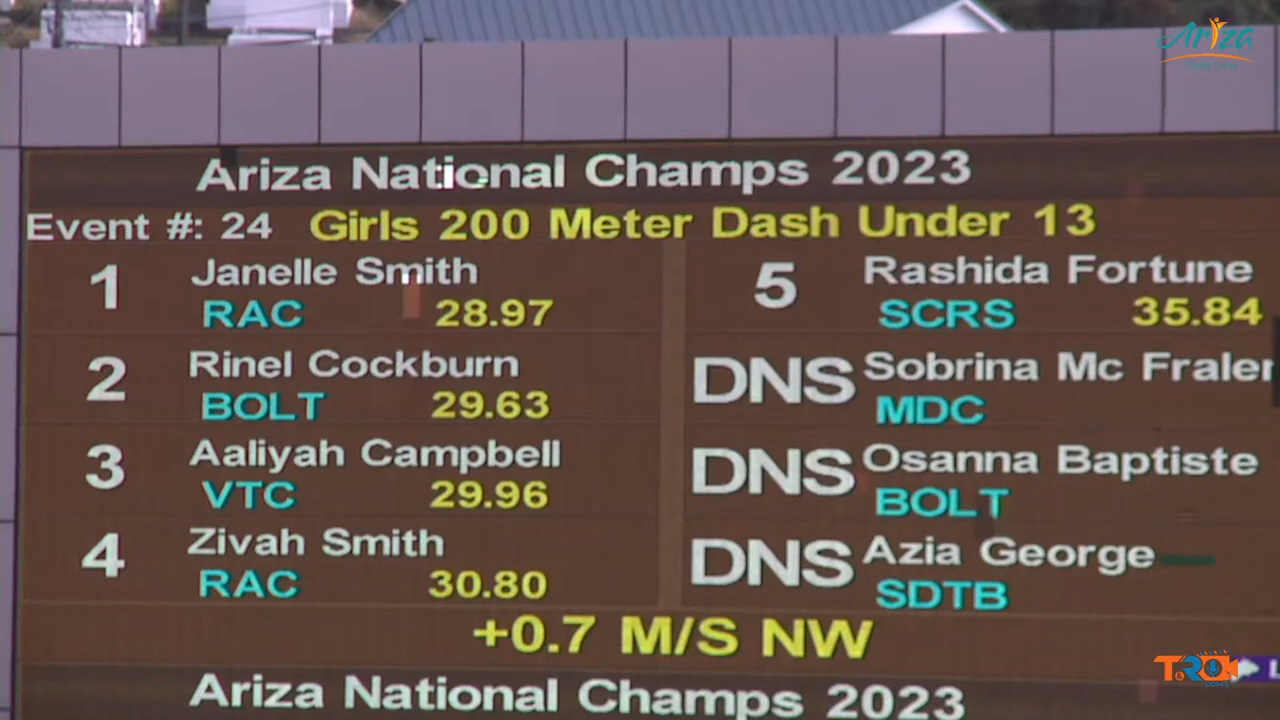 Ariza
Ariza National Champs 2023
Event #: 24 Girls 200 Meter Dash Under 13
1 Janelle Smith
RAC 28.97
2 Rinel Cockburn
BOLT 29.63
3 Aaliyah Campbell
VTC 29.96
4 Zivah Smith
RAC 30.80
5 Rashida Fortune
SCRS 35.84
DNS Sobrina Mc Fraler
MDC
DNS Osanna Baptiste
BOLT
DNS Azia George
SDTB
+0.7 M/S NW
Ariza National Champs 2023